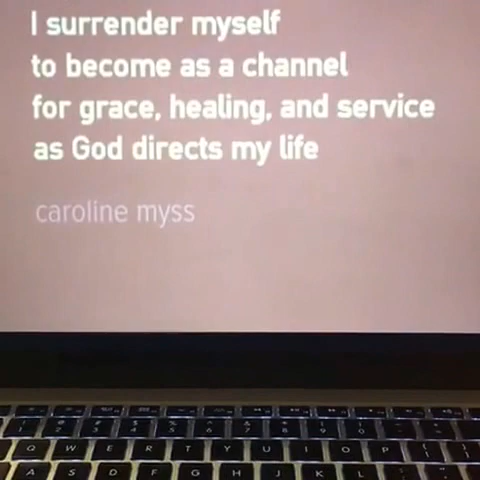 I surrender myself
to become as a channel
for grace, healing, and service
as God directs my life
caroline myss
Q W E R T Y U I O P
A S D F G H J K L